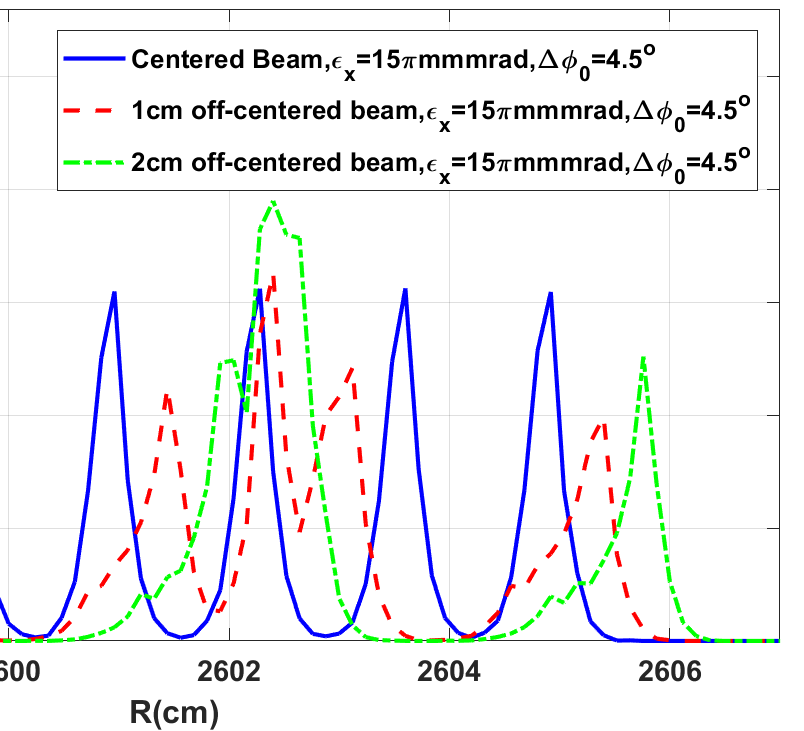 Centered Beam,ϵx=15πmmmrad,Δϕ0=4.5o
1cm off-centered beam,ϵx=15πmmmrad,Δϕ0=4.5o
2cm off-centered beam,ϵx=15πmmmrad,Δϕ0=4.5o
600 2602 2604 2606
R(cm)